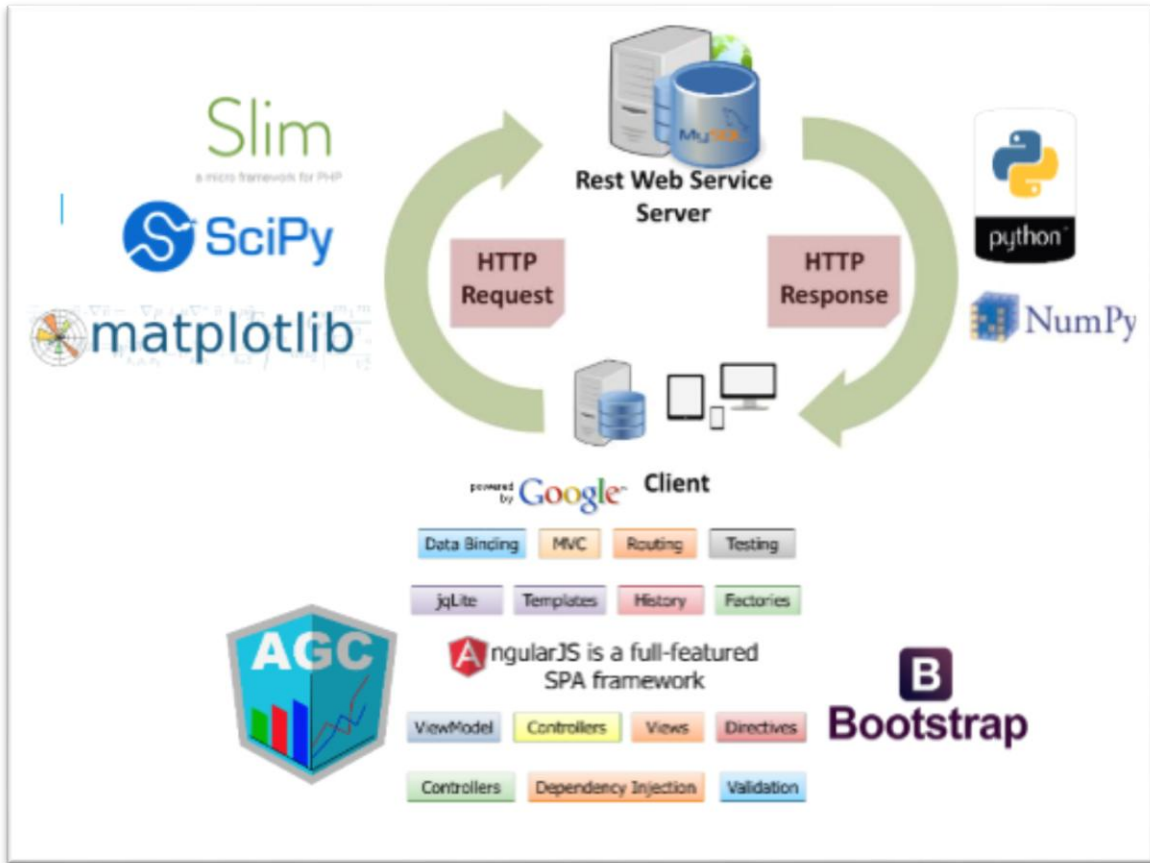 Slim
a micro framework for PHP
SciPy
matplotlib
MySQL
Rest Web Service
Server
HTTP
Request
HTTP
Response
python
NumPy
powered
by
Google
Client
Data Binding
MVC
Routing
Testing
jqLite
Templates
History
Factories
AngularJS is a full-featured
SPA framework
AGC
ViewModel
Controllers
Views
Directives
Bootstrap
B
Controllers
Dependency Injection
Validation